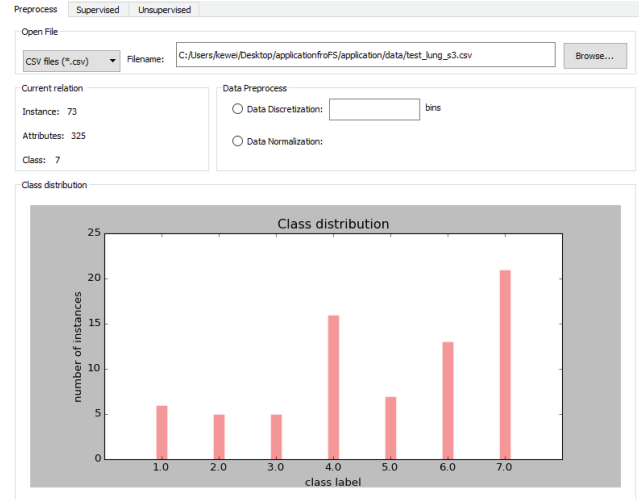 Preprocess Supervised Unsupervised
Open File
CSV files (*.csv) Filename: C:/Users/kewei/Desktop/applicationfroFS/application/data/test_lung_s3.csv Browse...
Current relation
Instance: 73
Attributes: 325
Class: 7
Data Preprocess
Data Discretization: bins
Data Normalization:
Class distribution
Class distribution
number of instances
25
20
15
10
5
0
1.0 2.0 3.0 4.0 5.0 6.0 7.0
class label